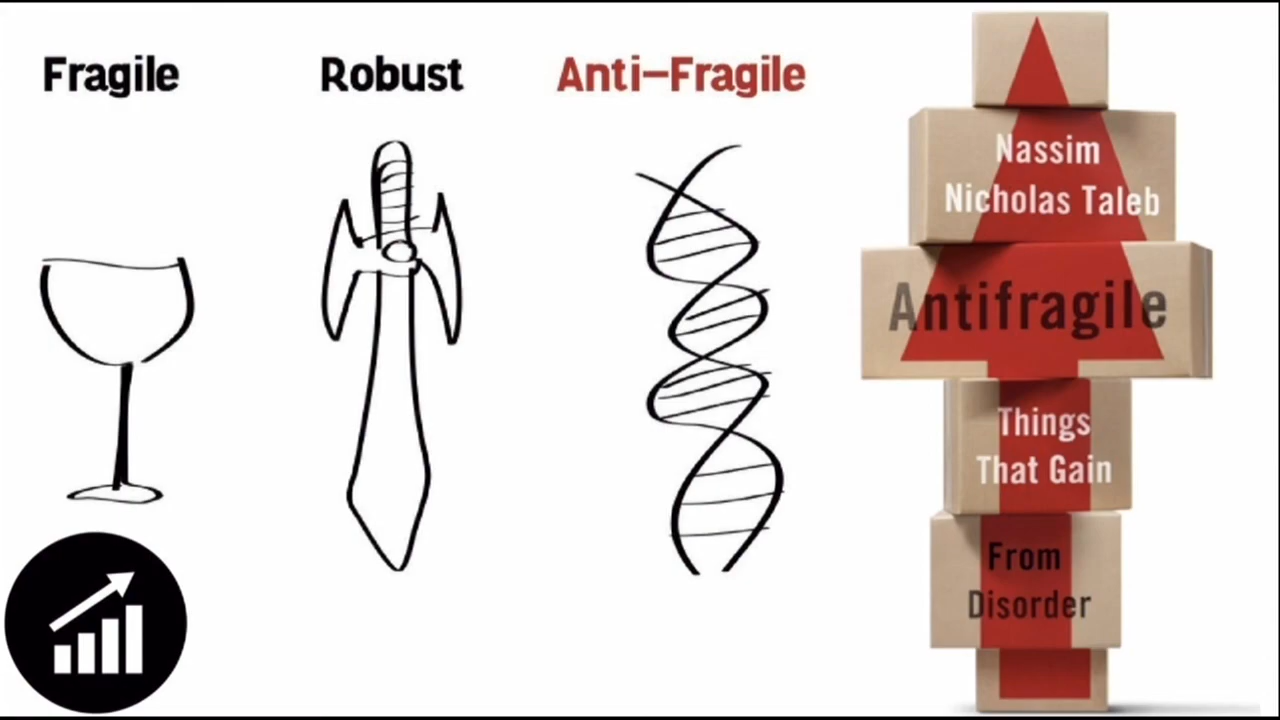 Fragile
Robust
Anti-Fragile
Nassim
Nicholas Taleb
Antifragile
Things
That Gain
From
Disorder